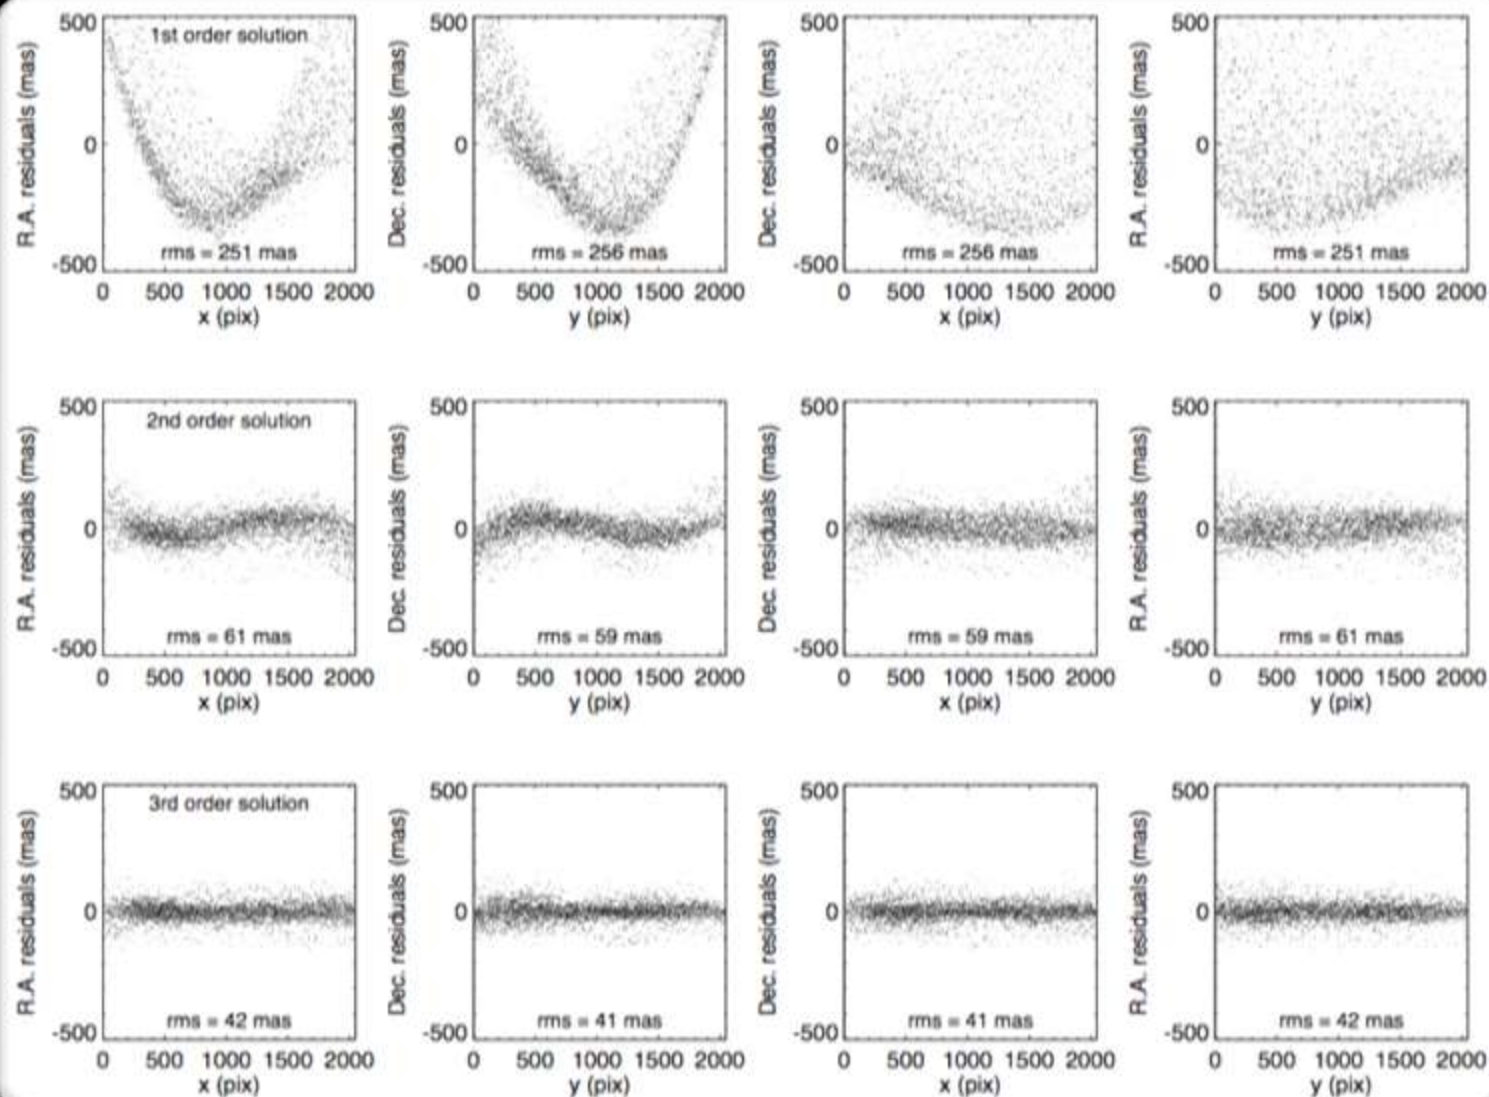 500
1st order solution
0
-500
rms = 251 mas
R.A. residuals (mas)
0 500 1000 1500 2000
x (pix)
500
0
-500
rms = 256 mas
Dec. residuals (mas)
0 500 1000 1500 2000
y (pix)
500
0
-500
rms = 256 mas
Dec. residuals (mas)
0 500 1000 1500 2000
x (pix)
500
0
-500
rms = 251 mas
R.A. residuals (mas)
0 500 1000 1500 2000
y (pix)
500
2nd order solution
0
-500
rms = 61 mas
R.A. residuals (mas)
0 500 1000 1500 2000
x (pix)
500
0
-500
rms = 59 mas
Dec. residuals (mas)
0 500 1000 1500 2000
y (pix)
500
0
-500
rms = 59 mas
Dec. residuals (mas)
0 500 1000 1500 2000
x (pix)
500
0
-500
rms = 61 mas
R.A. residuals (mas)
0 500 1000 1500 2000
y (pix)
500
3rd order solution
0
-500
rms = 42 mas
R.A. residuals (mas)
0 500 1000 1500 2000
x (pix)
500
0
-500
rms = 41 mas
Dec. residuals (mas)
0 500 1000 1500 2000
y (pix)
500
0
-500
rms = 41 mas
Dec. residuals (mas)
0 500 1000 1500 2000
x (pix)
500
0
-500
rms = 42 mas
R.A. residuals (mas)
0 500 1000 1500 2000
y (pix)